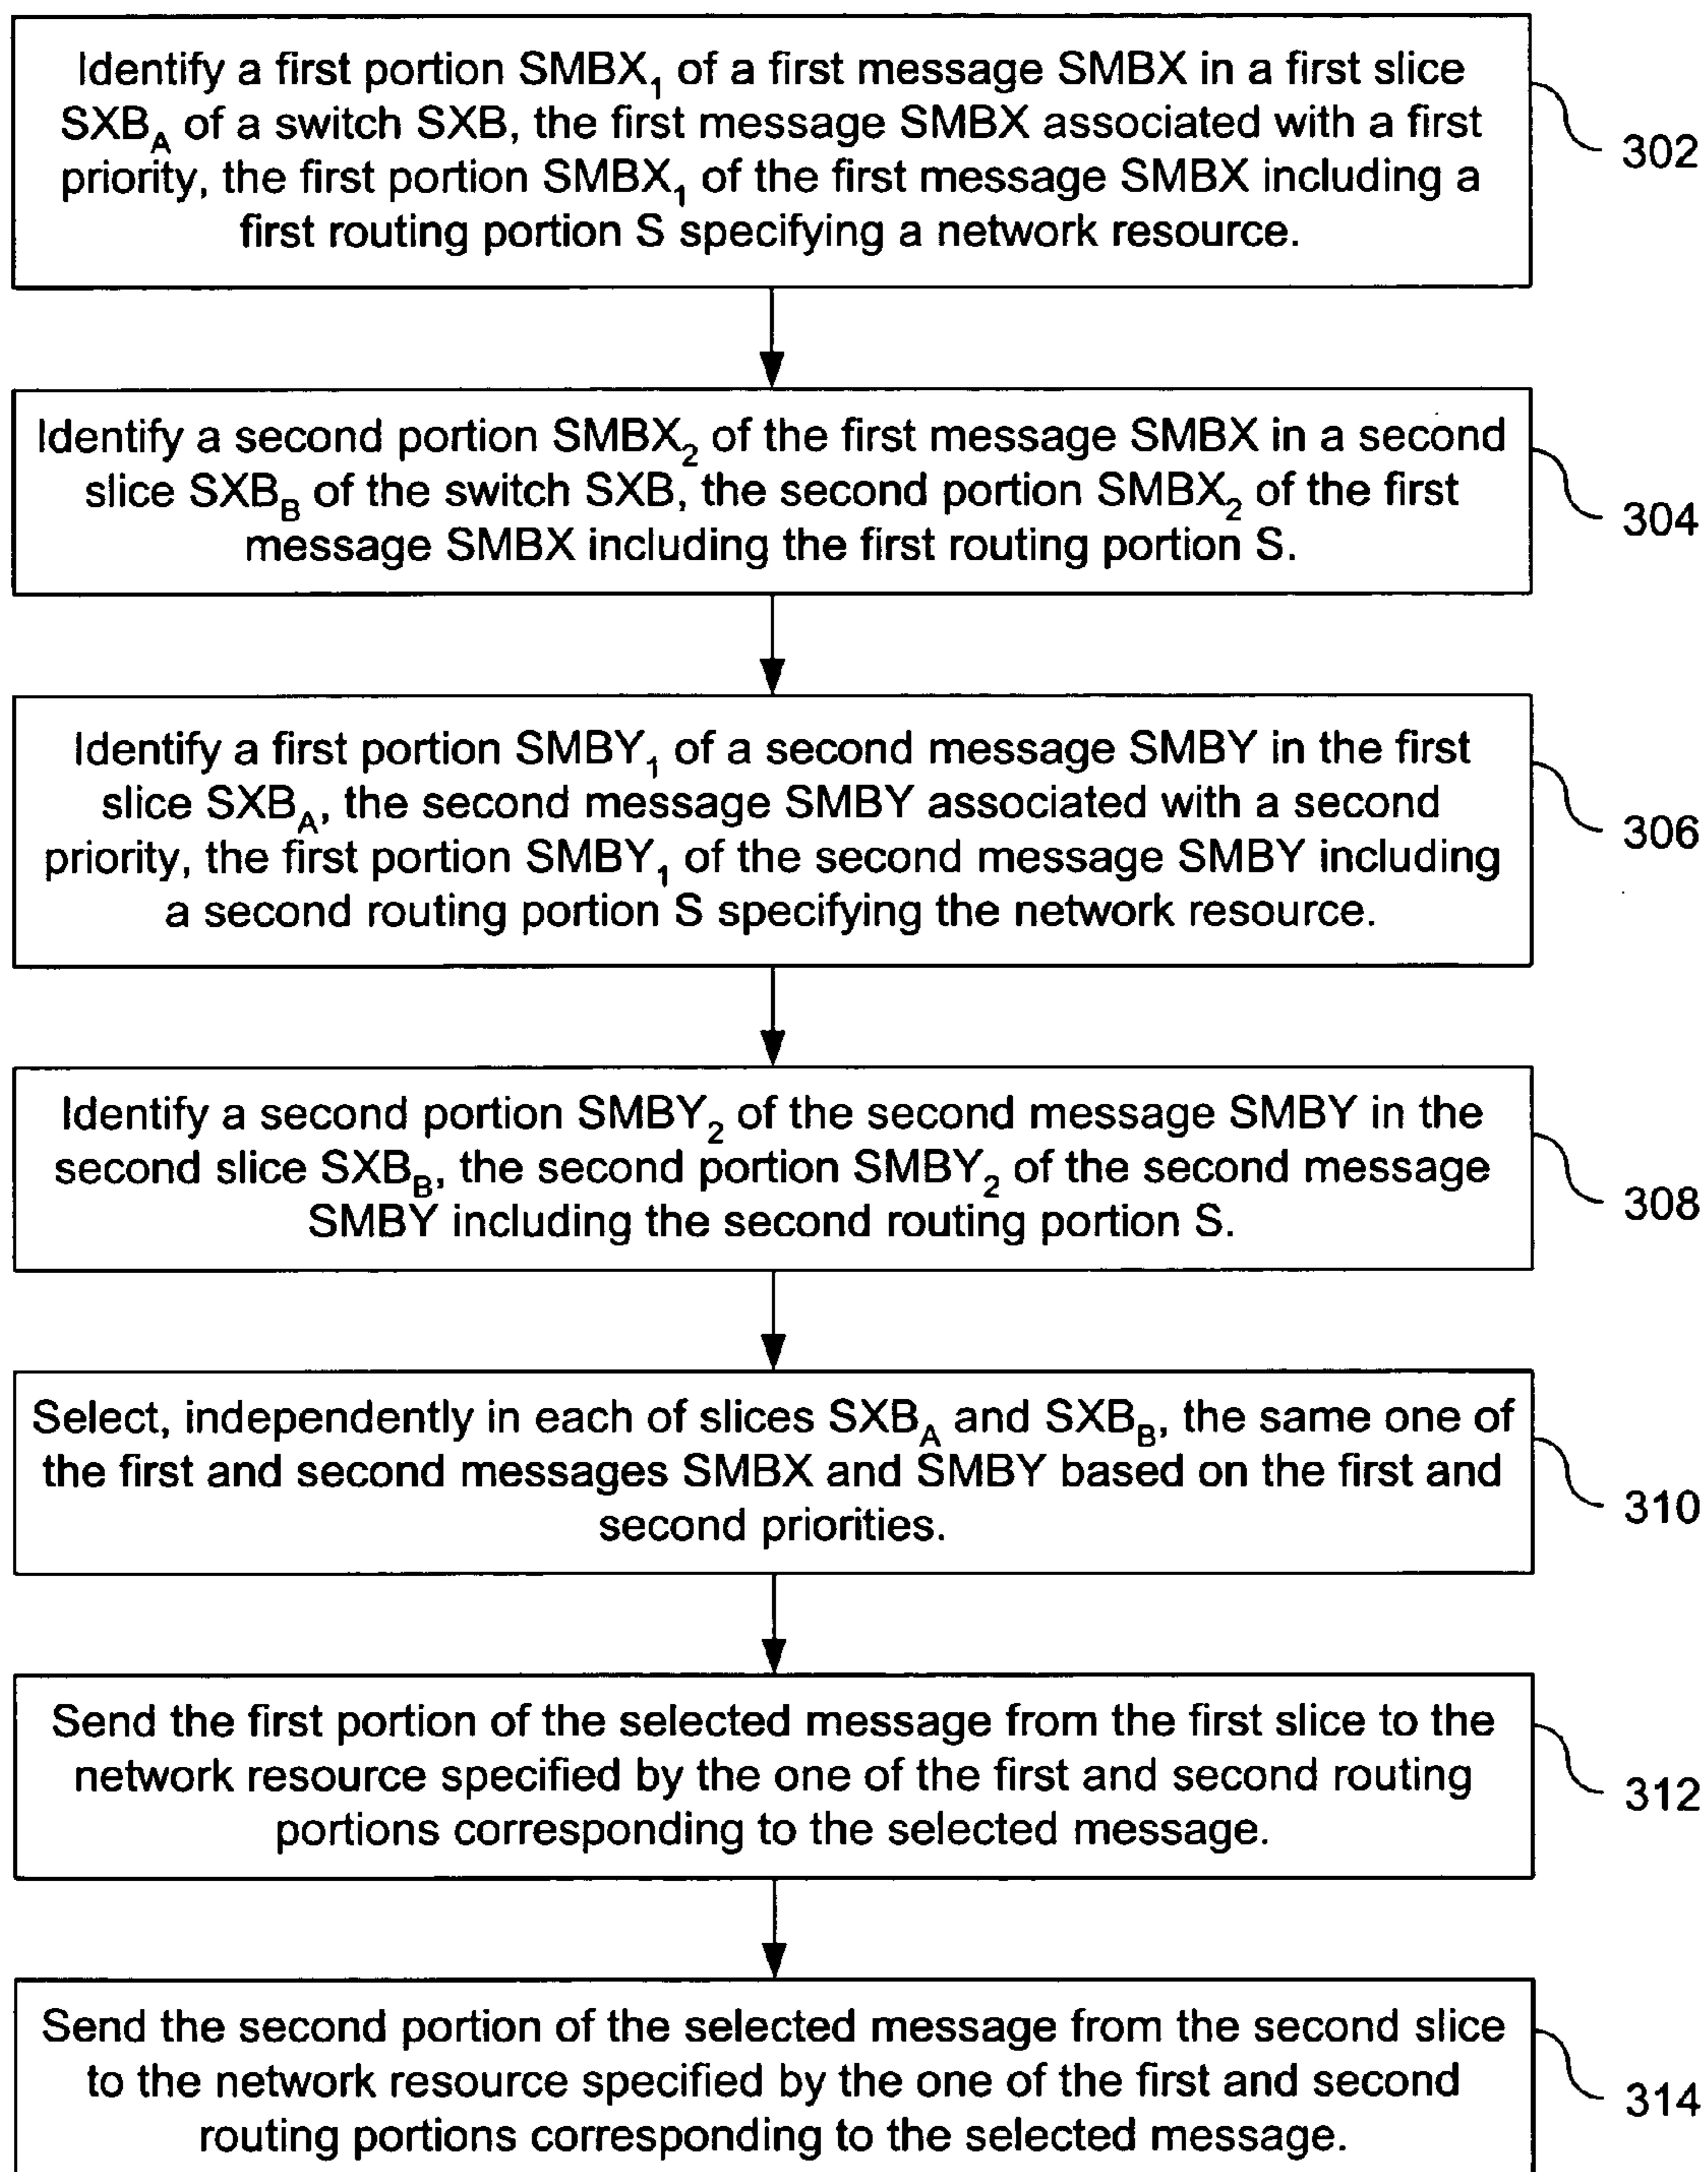 Identify a first portion SMBX₁ of a first message SMBX in a first slice
SXB_A of a switch SXB, the first message SMBX associated with a first
priority, the first portion SMBX₁ of the first message SMBX including a
first routing portion S specifying a network resource.
302
Identify a second portion SMBX₂ of the first message SMBX in a second
slice SXB_B of the switch SXB, the second portion SMBX₂ of the first
message SMBX including the first routing portion S.
304
Identify a first portion SMBY₁ of a second message SMBY in the first
slice SXB_A, the second message SMBY associated with a second
priority, the first portion SMBY₁ of the second message SMBY including
a second routing portion S specifying the network resource.
306
Identify a second portion SMBY₂ of the second message SMBY in the
second slice SXB_B, the second portion SMBY₂ of the second message
SMBY including the second routing portion S.
308
Select, independently in each of slices SXB_A and SXB_B, the same one of
the first and second messages SMBX and SMBY based on the first and
second priorities.
310
Send the first portion of the selected message from the first slice to the
network resource specified by the one of the first and second routing
portions corresponding to the selected message.
312
Send the second portion of the selected message from the second slice
to the network resource specified by the one of the first and second
routing portions corresponding to the selected message.
314